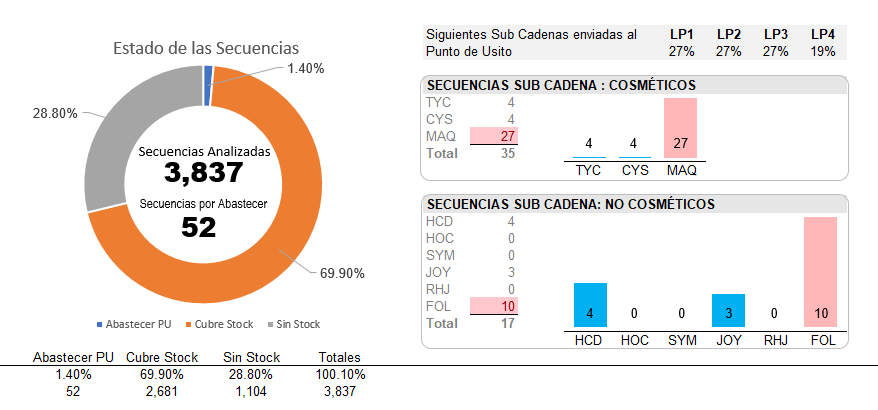 Estado de las Secuencias
1.40%
28.80%
Secuencias Analizadas
3,837
Secuencias por Abastecer
52
69.90%
Abastecer PU Cubre Stock Sin Stock
Abastecer PU Cubre Stock Sin Stock Totales
1.40% 69.90% 28.80% 100.10%
52 2,681 1,104 3,837
Siguientes Sub Cadenas enviadas al LP1 LP2 LP3 LP4
Punto de Usito 27% 27% 27% 19%
SECUENCIAS SUB CADENA : COSMÉTICOS
TYC 4
CYS 4
MAQ 27
Total 35
4 4 27
TYC CYS MAQ
SECUENCIAS SUB CADENA: NO COSMÉTICOS
HCD 4
HOC 0
SYM 0
JOY 3
RHJ 0
FOL 10
Total 17
4 0 0 3 0 10
HCD HOC SYM JOY RHJ FOL